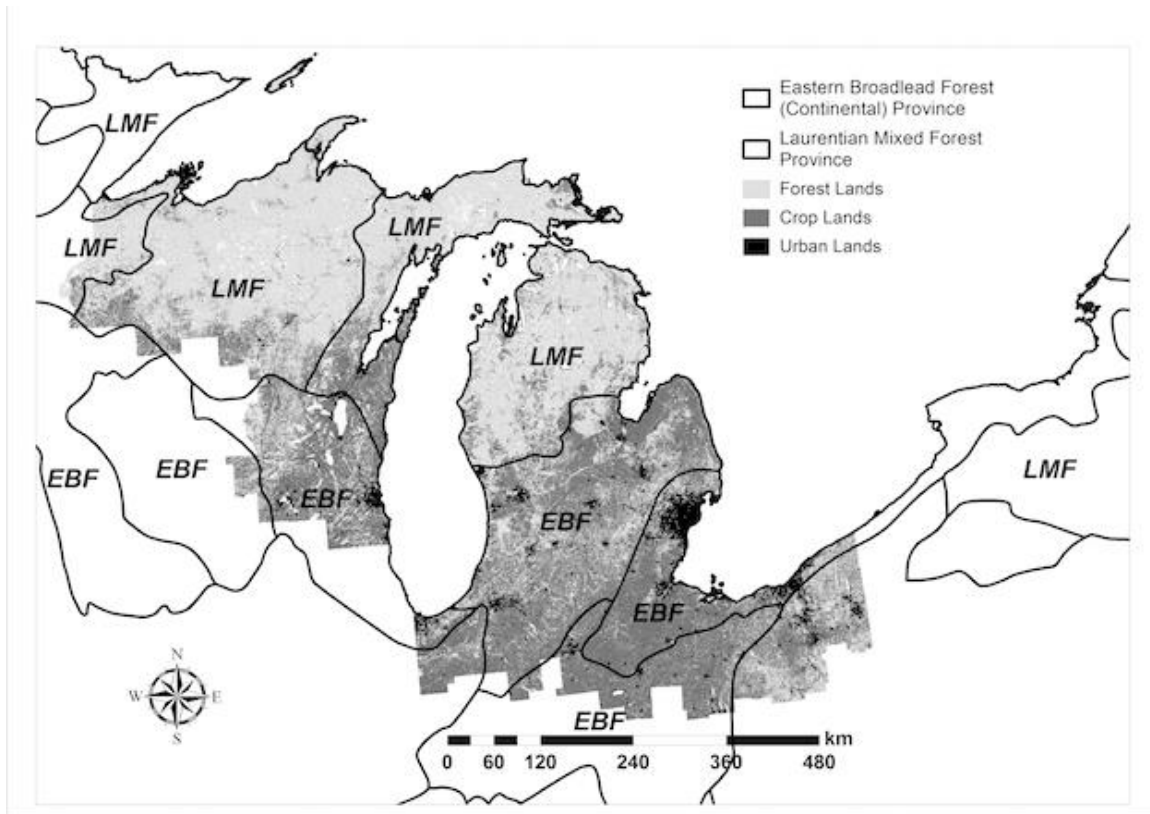 Eastern Broadlead Forest
(Continental) Province
Laurentian Mixed Forest
Province
Forest Lands
Crop Lands
Urban Lands
LMF
LMF
LMF
LMF
LMF
LMF
EBF
EBF
EBF
EBF
EBF
EBF
N
W E
S
km
0 60 120 240 360 480